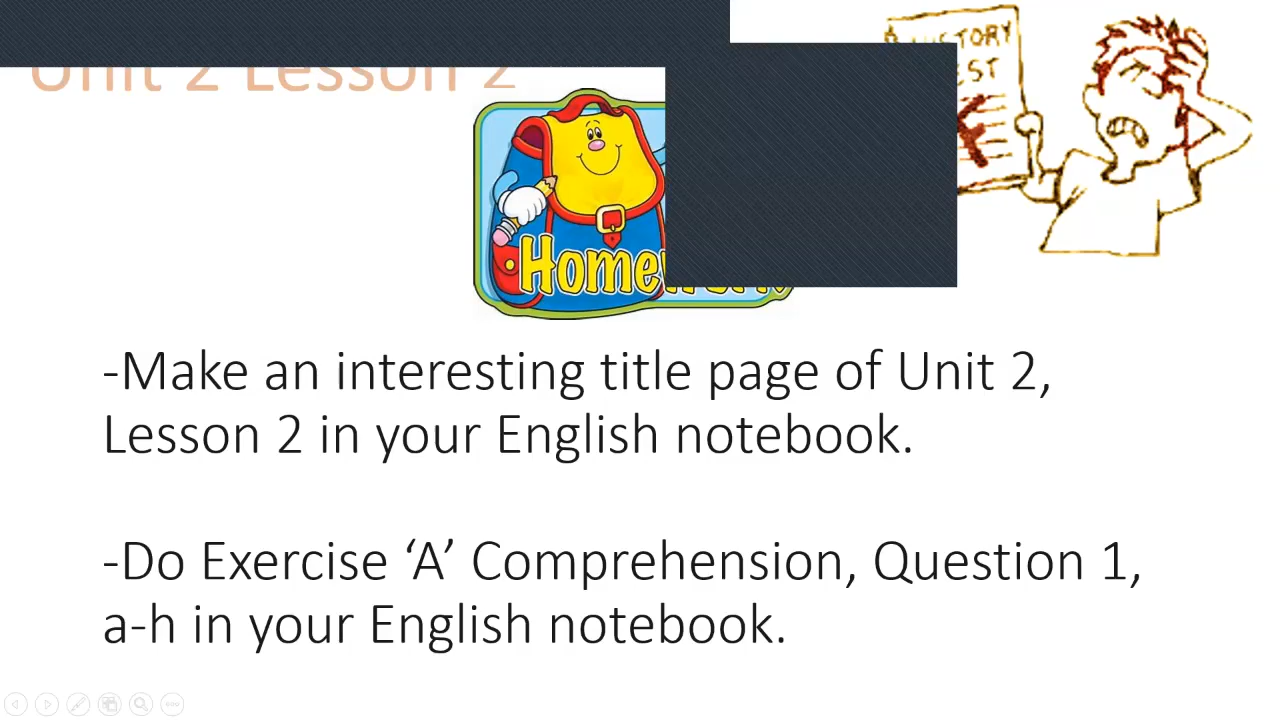 Unit 2 Lesson 2
-Make an interesting title page of Unit 2,
Lesson 2 in your English notebook.
-Do Exercise ‘A’ Comprehension, Question 1,
a-h in your English notebook.